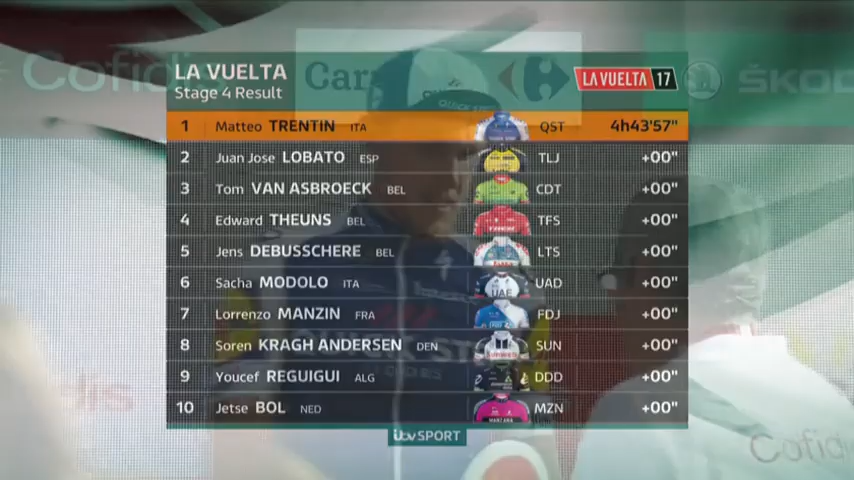 Cofidis
ŠKOD
LA VUELTA
Stage 4 Result
LA VUELTA 17
1 Matteo TRENTIN ITA QST 4h43'57"
2 Juan Jose LOBATO ESP TLJ +00"
3 Tom VAN ASBROECK BEL CDT +00"
4 Edward THEUNS BEL TFS +00"
5 Jens DEBUSSCHERE BEL LTS +00"
6 Sacha MODOLO ITA UAD +00"
7 Lorrenzo MANZIN FRA FDJ +00"
8 Soren KRAGH ANDERSEN DEN SUN +00"
9 Youcef REGUIGUI ALG DDD +00"
10 Jetse BOL NED MZN +00"
itv SPORT
Cofidi